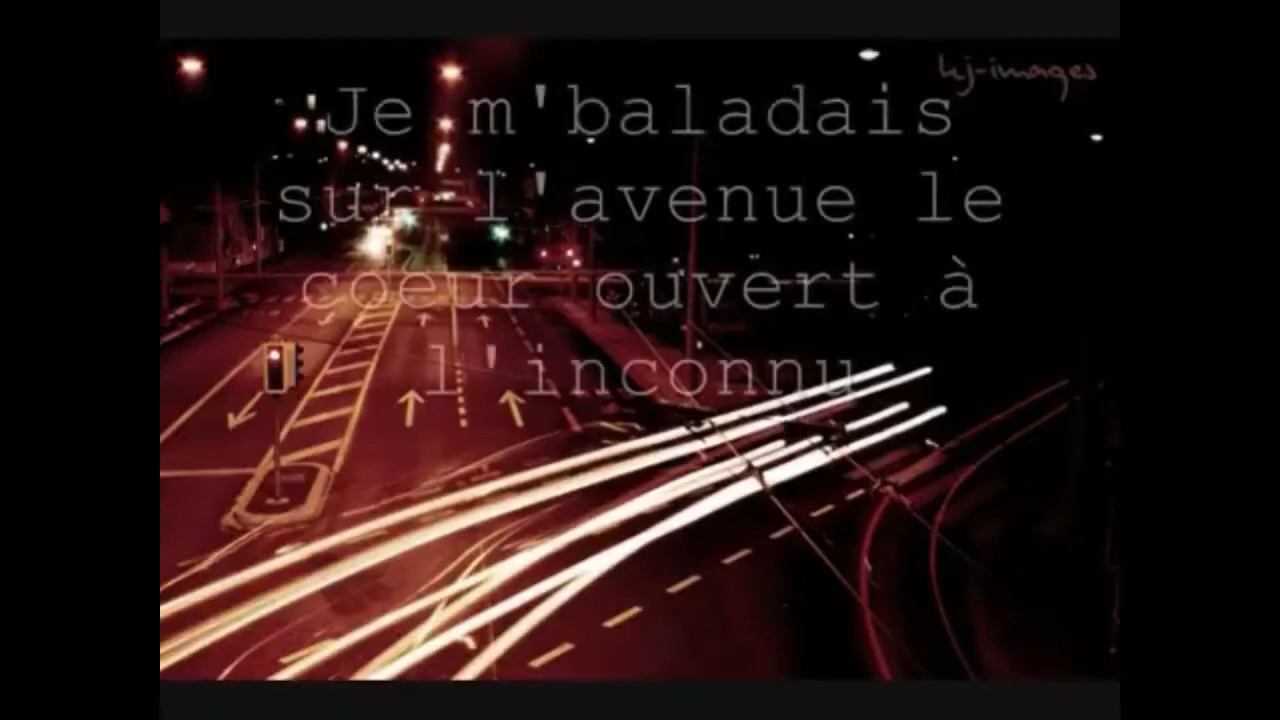 kj-images
Je m'baladais
sur l'avenue le
coeur ouvert à
l'inconnu